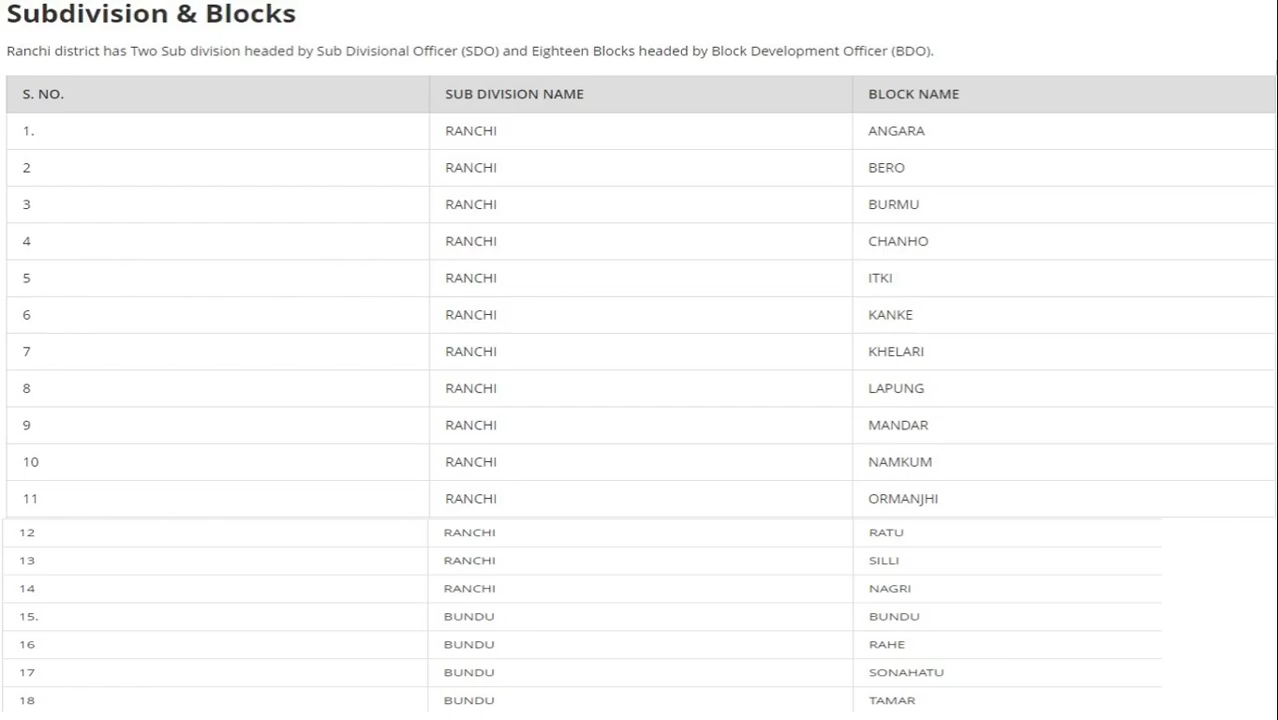 Subdivision & Blocks
Ranchi district has Two Sub division headed by Sub Divisional Officer (SDO) and Eighteen Blocks headed by Block Development Officer (BDO).
S. NO. SUB DIVISION NAME BLOCK NAME
1. RANCHI ANGARA
2 RANCHI BERO
3 RANCHI BURMU
4 RANCHI CHANHO
5 RANCHI ITKI
6 RANCHI KANKE
7 RANCHI KHELARI
8 RANCHI LAPUNG
9 RANCHI MANDAR
10 RANCHI NAMKUM
11 RANCHI ORMANJHI
12 RANCHI RATU
13 RANCHI SILLI
14 RANCHI NAGRI
15. BUNDU BUNDU
16 BUNDU RAHE
17 BUNDU SONAHATU
18 BUNDU TAMAR